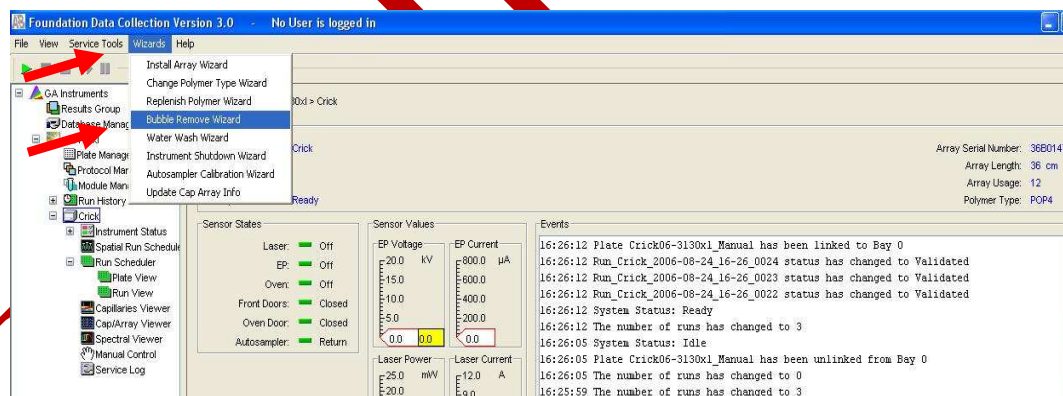 Foundation Data Collection Version 3.0 - No User is logged in
File View Service Tools Wizards Help
Install Array Wizard
Change Polymer Type Wizard
Replenish Polymer Wizard
Bubble Remove Wizard
Water Wash Wizard
Instrument Shutdown Wizard
Autosampler Calibration Wizard
Update Cap Array Info
GA Instruments
Results Group
Database Manag
Plate Manage
Protocol Mar
Module Man
Run History
Crick
Instrument Status
Spatial Run Schedule
Run Scheduler
Plate View
Run View
Capillaries Viewer
Cap/Array Viewer
Spectral Viewer
Manual Control
Service Log
> Crick
Crick
Ready
Array Serial Number: 36B014
Array Length: 36 cm
Array Usage: 12
Polymer Type: POP4
Sensor States
Laser: Off
EP: Off
Oven: Off
Front Doors: Closed
Oven Door: Closed
Autosampler: Return
Sensor Values
EP Voltage
20.0 kV
15.0
10.0
5.0
0.0 0.0
EP Current
800.0 µA
600.0
400.0
200.0
0.0
Laser Power
25.0 mW
20.0
Laser Current
12.0 A
9.0
Events
16:26:12 Plate Crick06-3130xl_Manual has been linked to Bay 0
16:26:12 Run_Crick_2006-08-24_16-26_0024 status has changed to Validated
16:26:12 Run_Crick_2006-08-24_16-26_0023 status has changed to Validated
16:26:12 Run_Crick_2006-08-24_16-26_0022 status has changed to Validated
16:26:12 System Status: Ready
16:26:12 The number of runs has changed to 3
16:26:05 System Status: Idle
16:26:05 Plate Crick06-3130xl_Manual has been unlinked from Bay 0
16:26:05 The number of runs has changed to 0
16:25:59 The number of runs has changed to 3